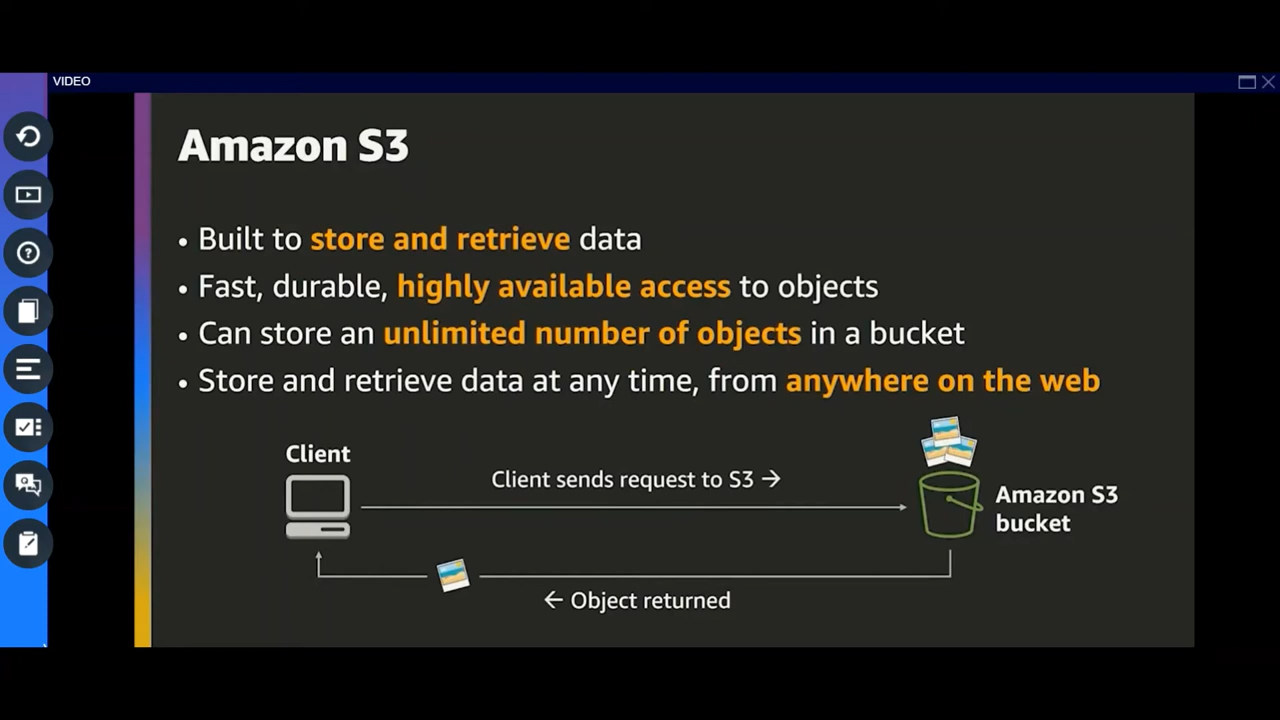 VIDEO
Amazon S3
• Built to store and retrieve data
• Fast, durable, highly available access to objects
• Can store an unlimited number of objects in a bucket
• Store and retrieve data at any time, from anywhere on the web
Client
Client sends request to S3 →
Amazon S3
bucket
← Object returned